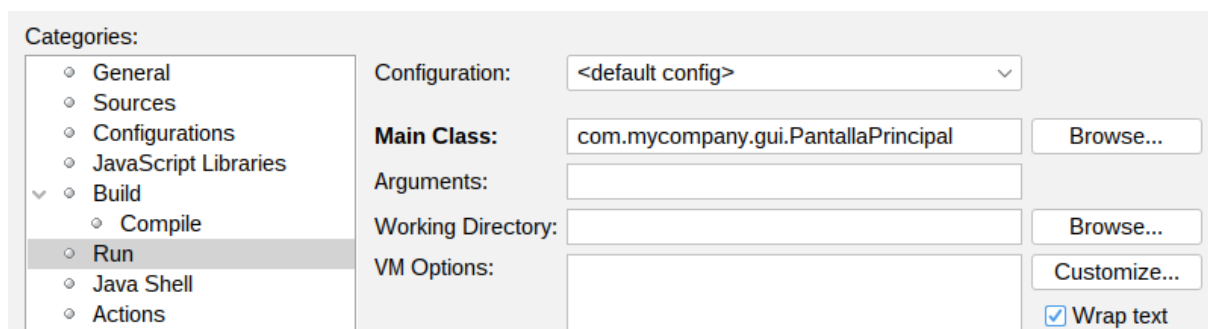 Categories:
General
Sources
Configurations
JavaScript Libraries
Build
Compile
Run
Java Shell
Actions
Configuration: <default config>
Main Class: com.mycompany.gui.PantallaPrincipal Browse...
Arguments:
Working Directory: Browse...
VM Options: Customize...
Wrap text